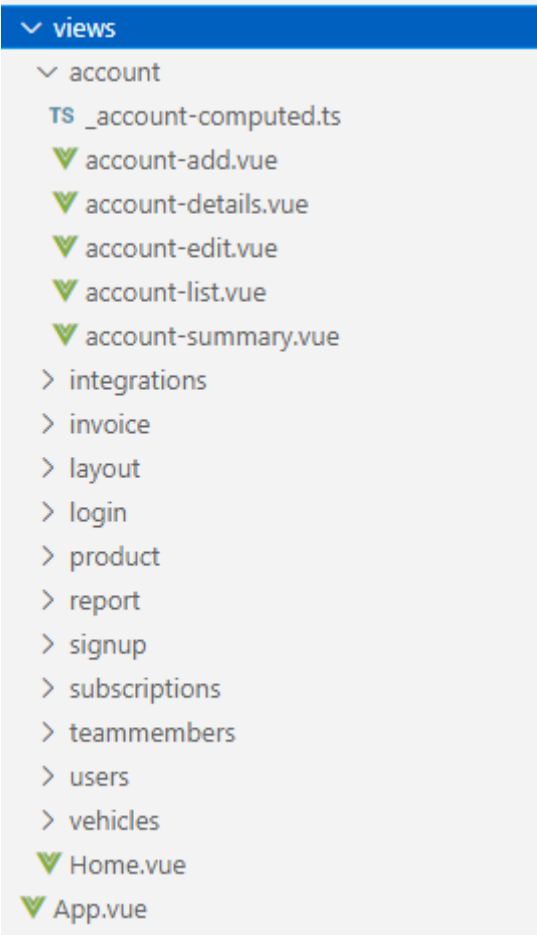 views
account
TS _account-computed.ts
account-add.vue
account-details.vue
account-edit.vue
account-list.vue
account-summary.vue
integrations
invoice
layout
login
product
report
signup
subscriptions
teammembers
users
vehicles
Home.vue
App.vue